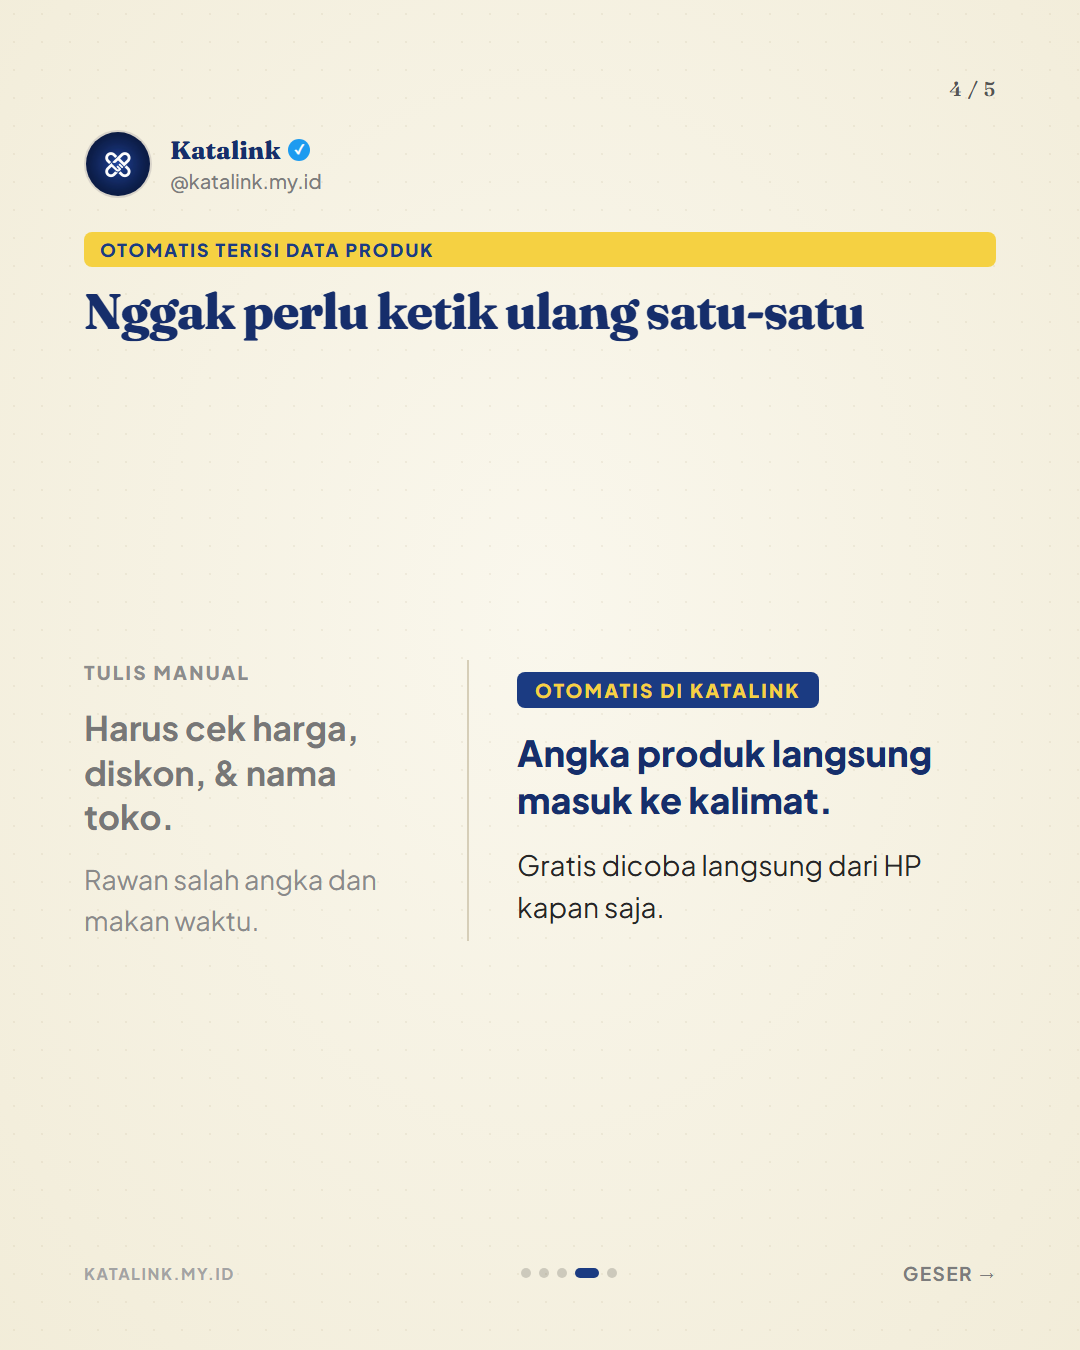 4 / 5
Katalink
@katalink.my.id
OTOMATIS TERISI DATA PRODUK
Nggak perlu ketik ulang satu-satu
TULIS MANUAL
Harus cek harga,
diskon, & nama
toko.
Rawan salah angka dan
makan waktu.
OTOMATIS DI KATALINK
Angka produk langsung
masuk ke kalimat.
Gratis dicoba langsung dari HP
kapan saja.
KATALINK.MY.ID
GESER →